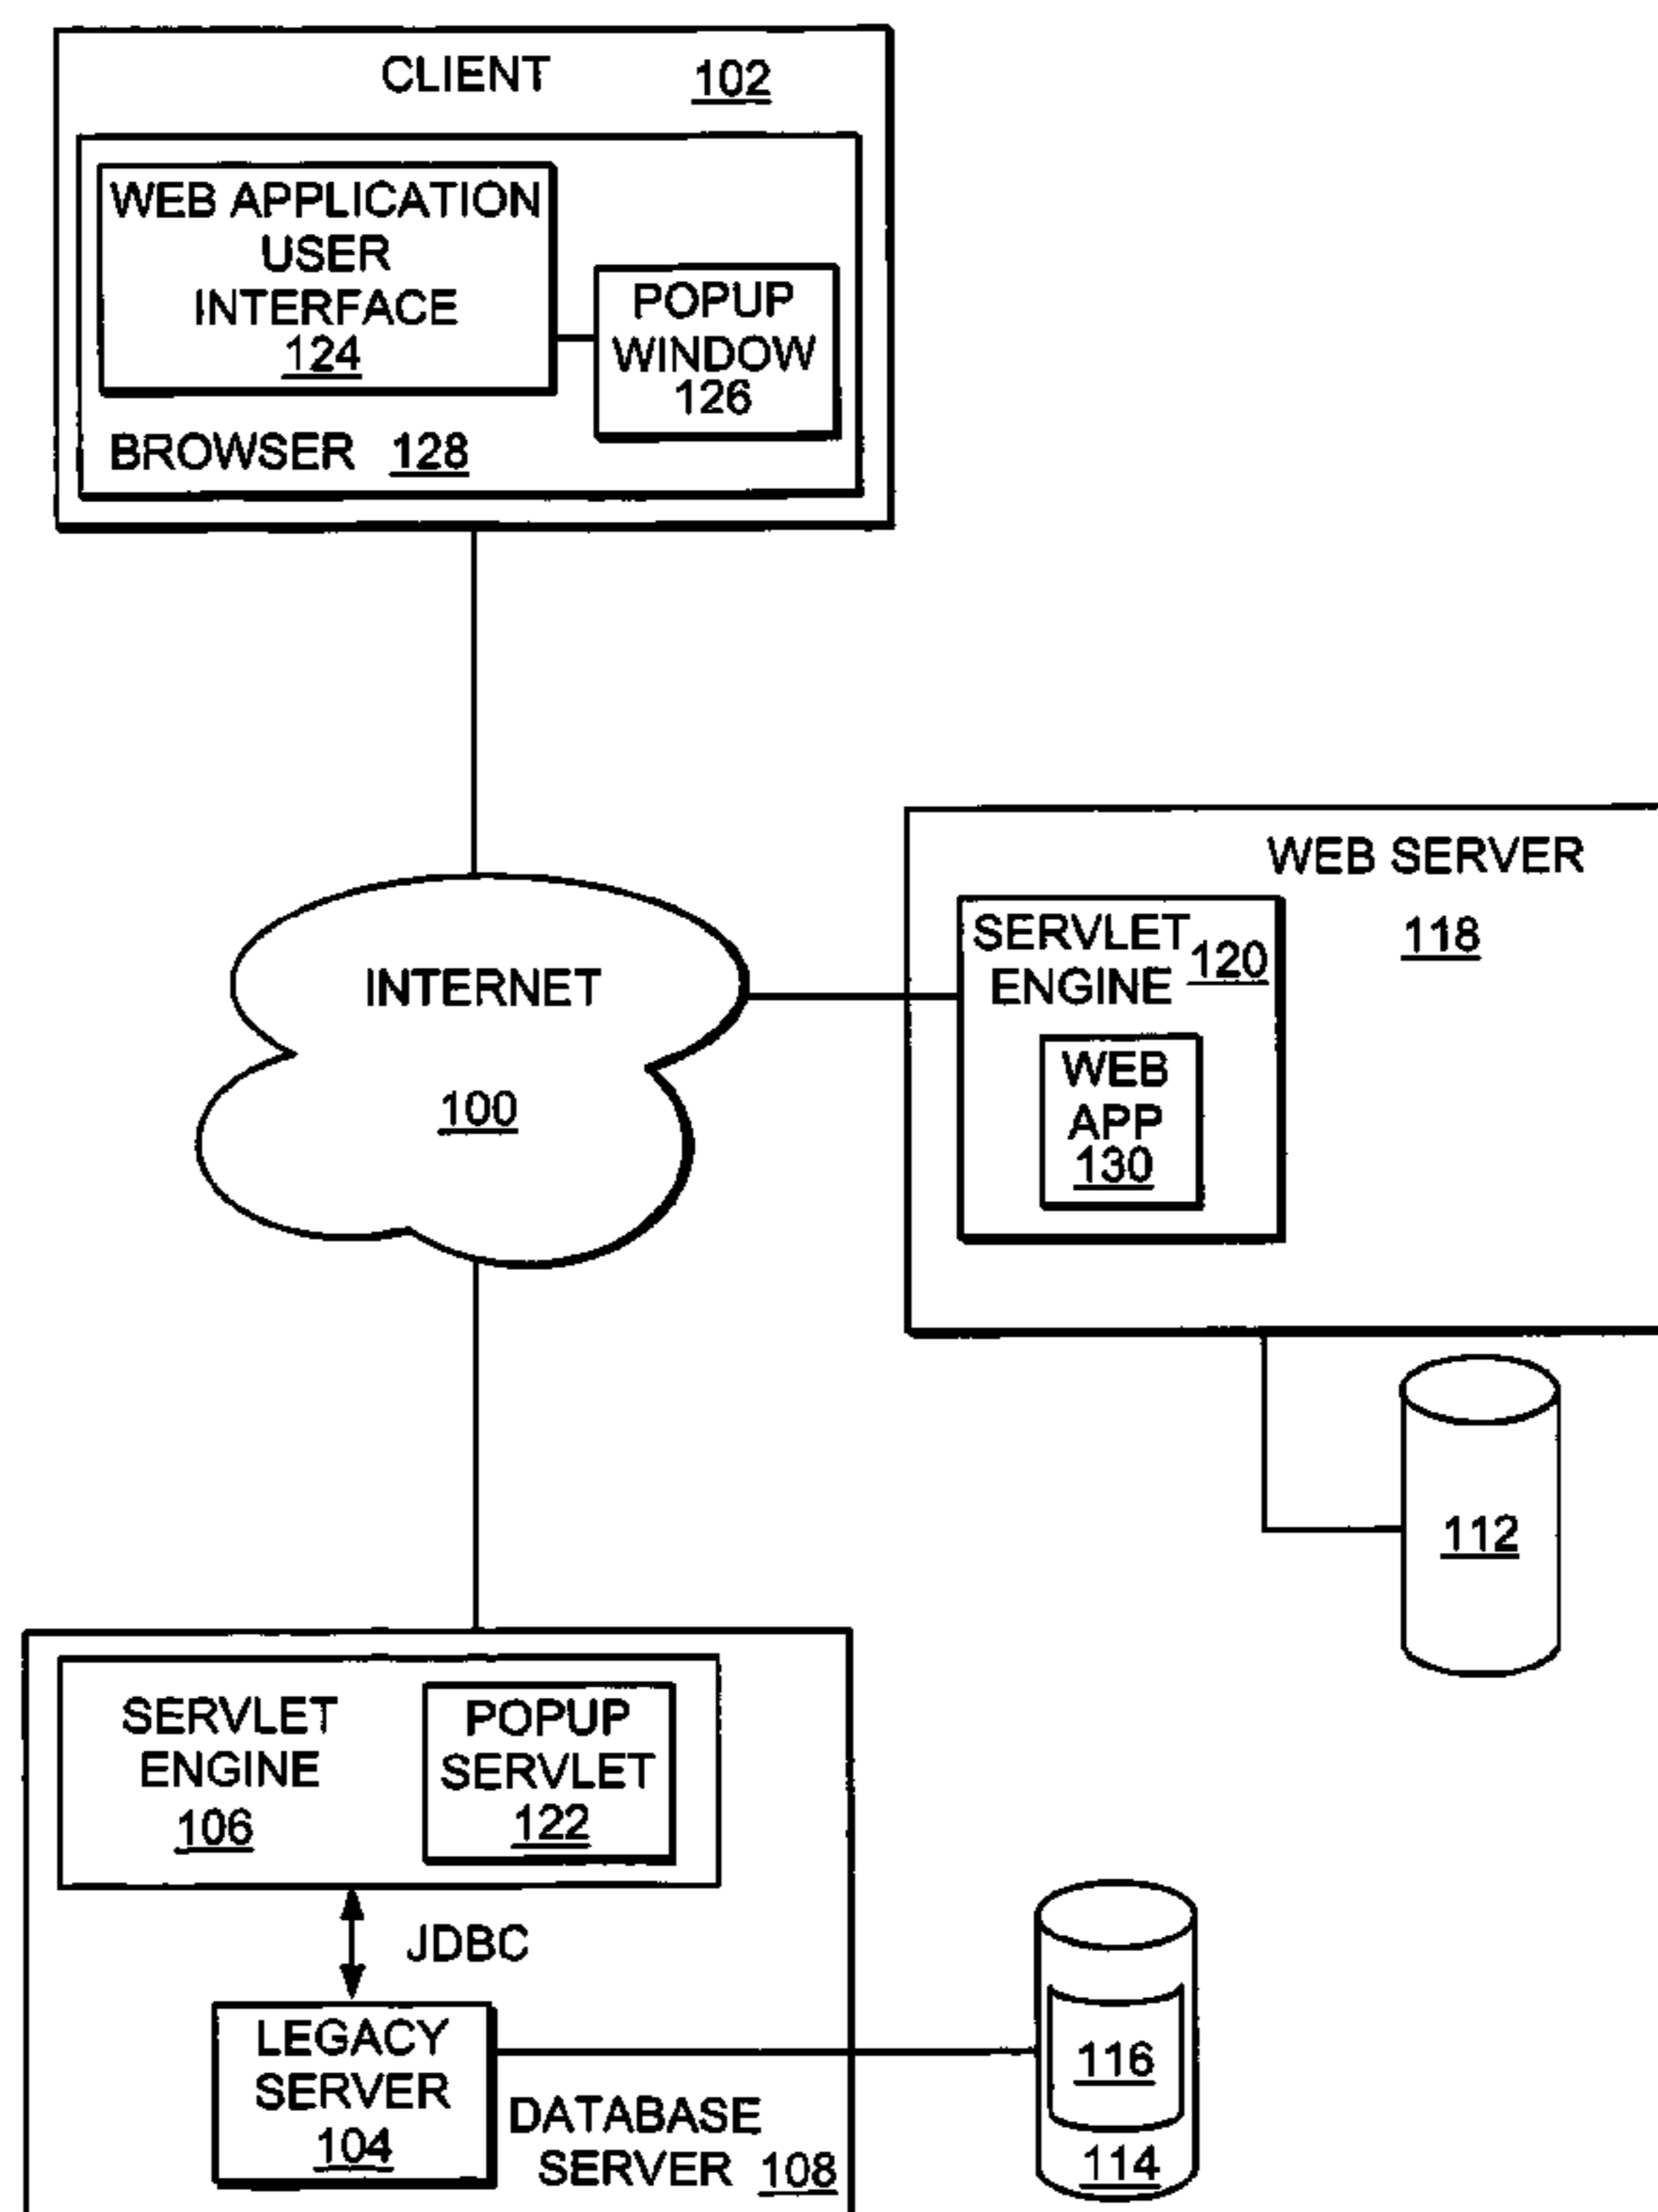 CLIENT 102
WEB APPLICATION
USER
INTERFACE
124
POPUP
WINDOW
126
BROWSER 128
INTERNET
100
WEB SERVER
118
SERVLET
ENGINE 120
WEB
APP
130
112
SERVLET
ENGINE
106
POPUP
SERVLET
122
JDBC
LEGACY
SERVER
104
DATABASE
SERVER 108
116
114